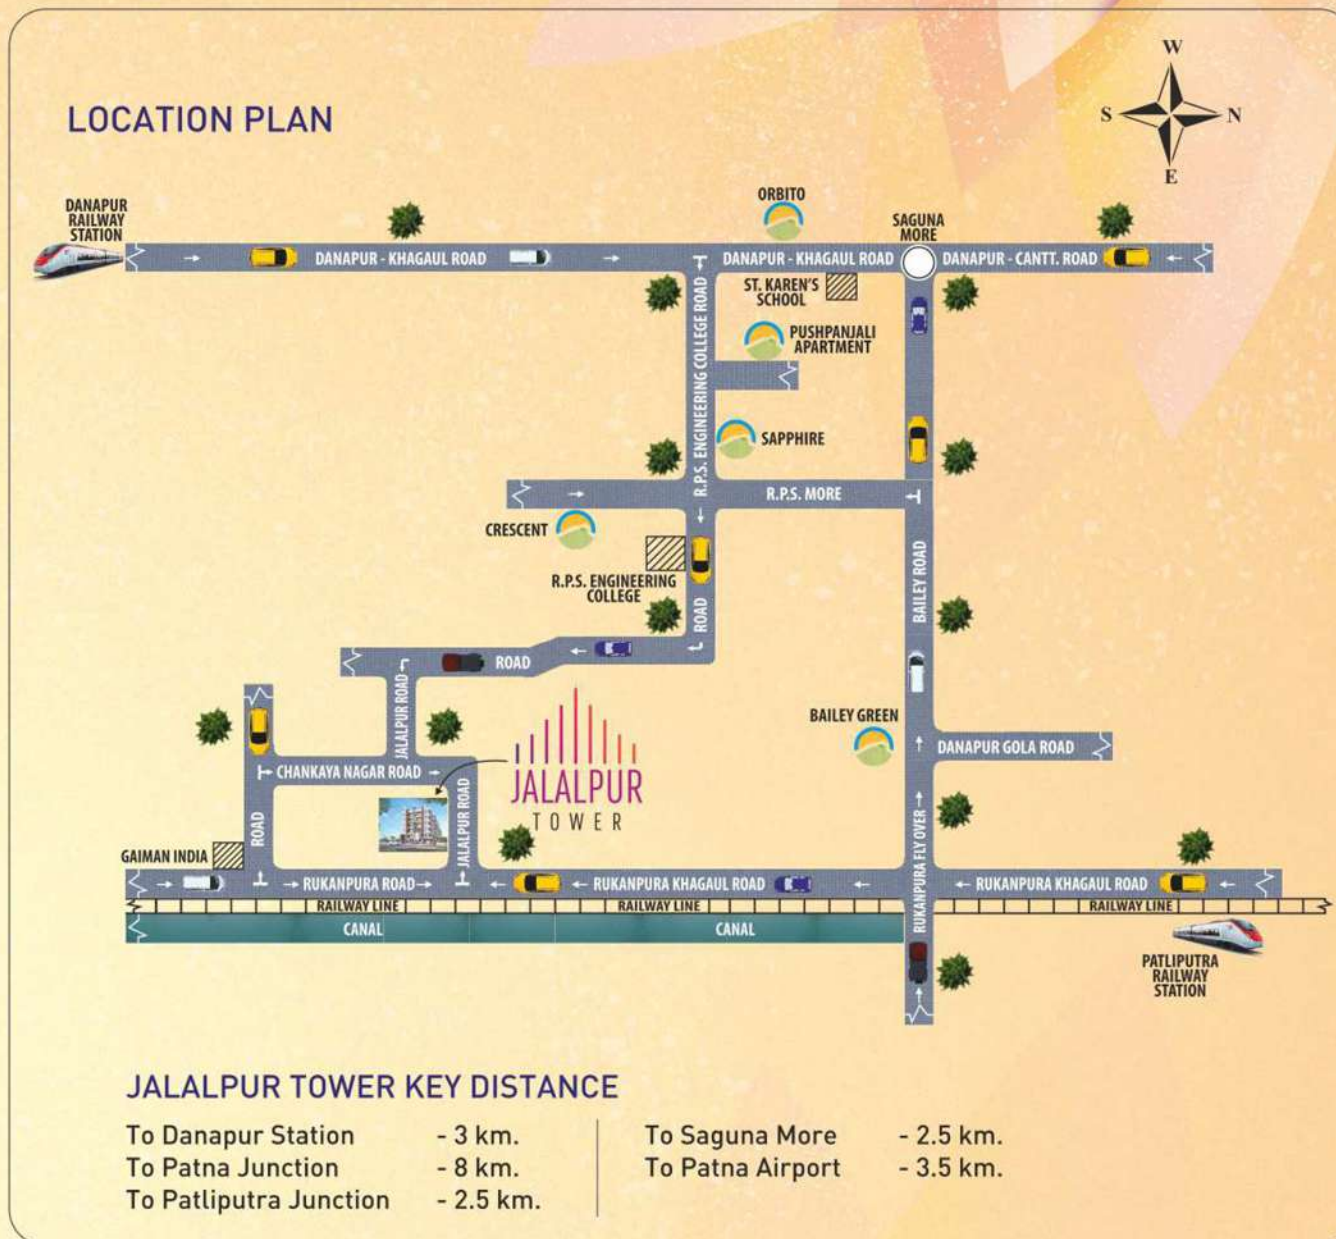 W
S
N
E
LOCATION PLAN
DANAPUR
RAILWAY
STATION
ORBITO
SAGUNA
MORE
DANAPUR - KHAGAUL ROAD
DANAPUR - KHAGAUL ROAD
DANAPUR - CANTT. ROAD
ST. KAREN'S
SCHOOL
R.P.S. ENGINEERING COLLEGE ROAD
PUSHPANJALI
APARTMENT
SAPPHIRE
R.P.S. MORE
CRESCENT
R.P.S. ENGINEERING
COLLEGE
BAILEY ROAD
ROAD
ROAD
JALALPUR ROAD
BAILEY GREEN
DANAPUR GOLA ROAD
CHANKAYA NAGAR ROAD
JALALPUR
TOWER
ROAD
JALALPUR ROAD
RUKANPURA FLY OVER
GAIMAN INDIA
RUKANPURA ROAD
RUKANPURA KHAGAUL ROAD
RUKANPURA KHAGAUL ROAD
RAILWAY LINE
RAILWAY LINE
RAILWAY LINE
CANAL
CANAL
PATLIPUTRA
RAILWAY
STATION
JALALPUR TOWER KEY DISTANCE
To Danapur Station - 3 km.
To Patna Junction - 8 km.
To Patliputra Junction - 2.5 km.
To Saguna More - 2.5 km.
To Patna Airport - 3.5 km.